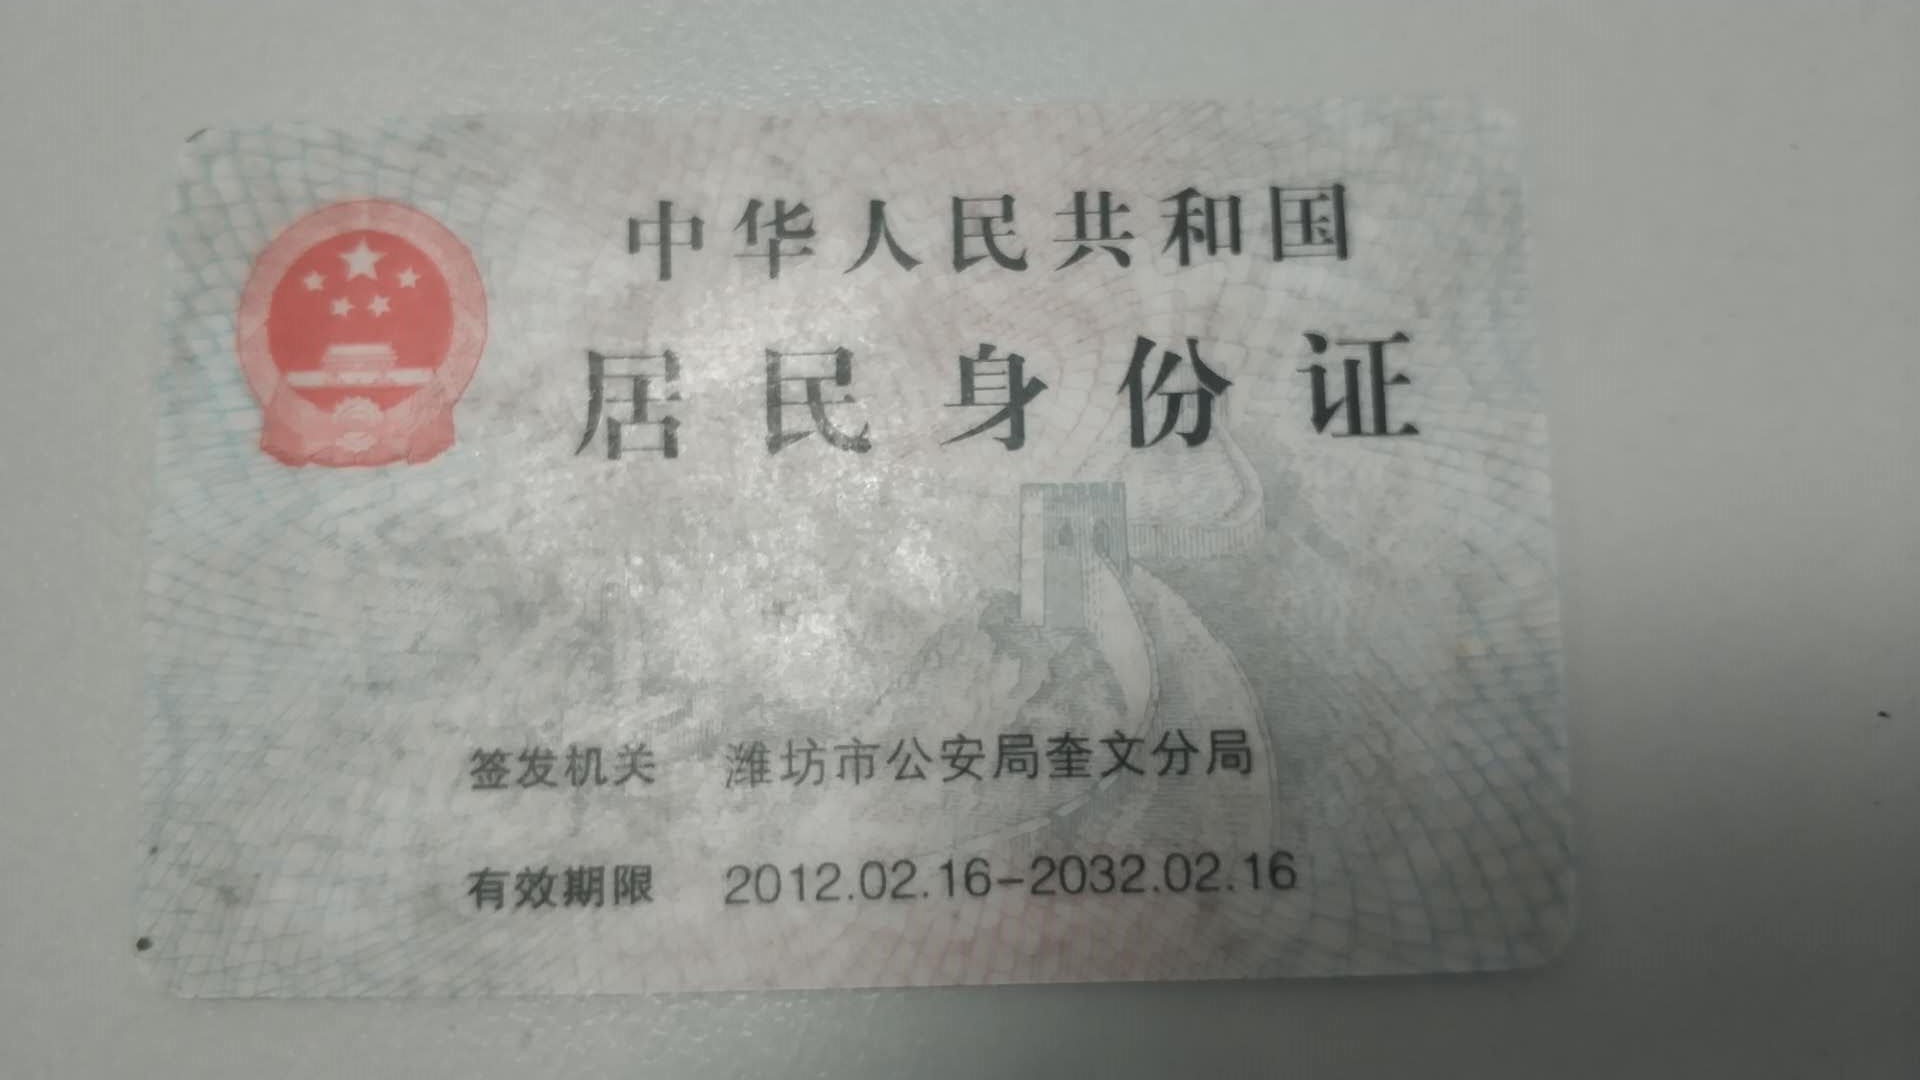 中华人民共和国
居民身份证
签发机关 潍坊市公安局奎文分局
有效期限 2012.02.16-2032.02.16